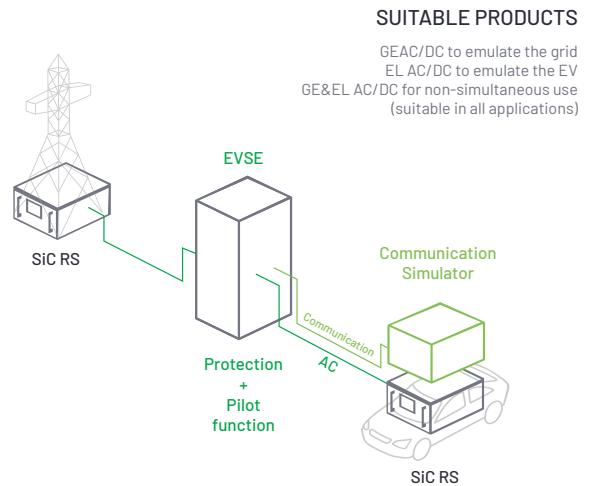 SUITABLE PRODUCTS
GEAC/DC to emulate the grid
EL AC/DC to emulate the EV
GE&EL AC/DC for non-simultaneous use
(suitable in all applications)
EVSE
SiC RS
Communication
Simulator
Communication
AC
Protection
+
Pilot
function
SiC RS